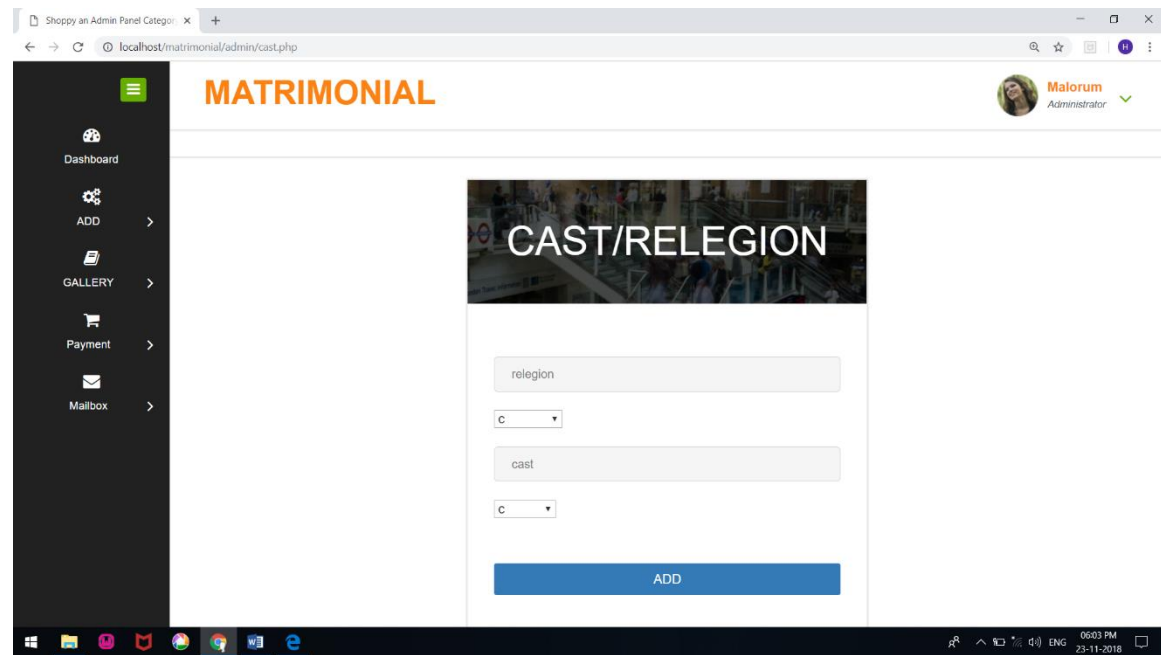 Shoppy an Admin Panel Categor
localhost/matrimonial/admin/cast.php
H
MATRIMONIAL
Malorum
Administrator
Dashboard
ADD
GALLERY
Payment
Mailbox
CAST/RELEGION
relegion
C
cast
C
ADD
ENG
06:03 PM
23-11-2018